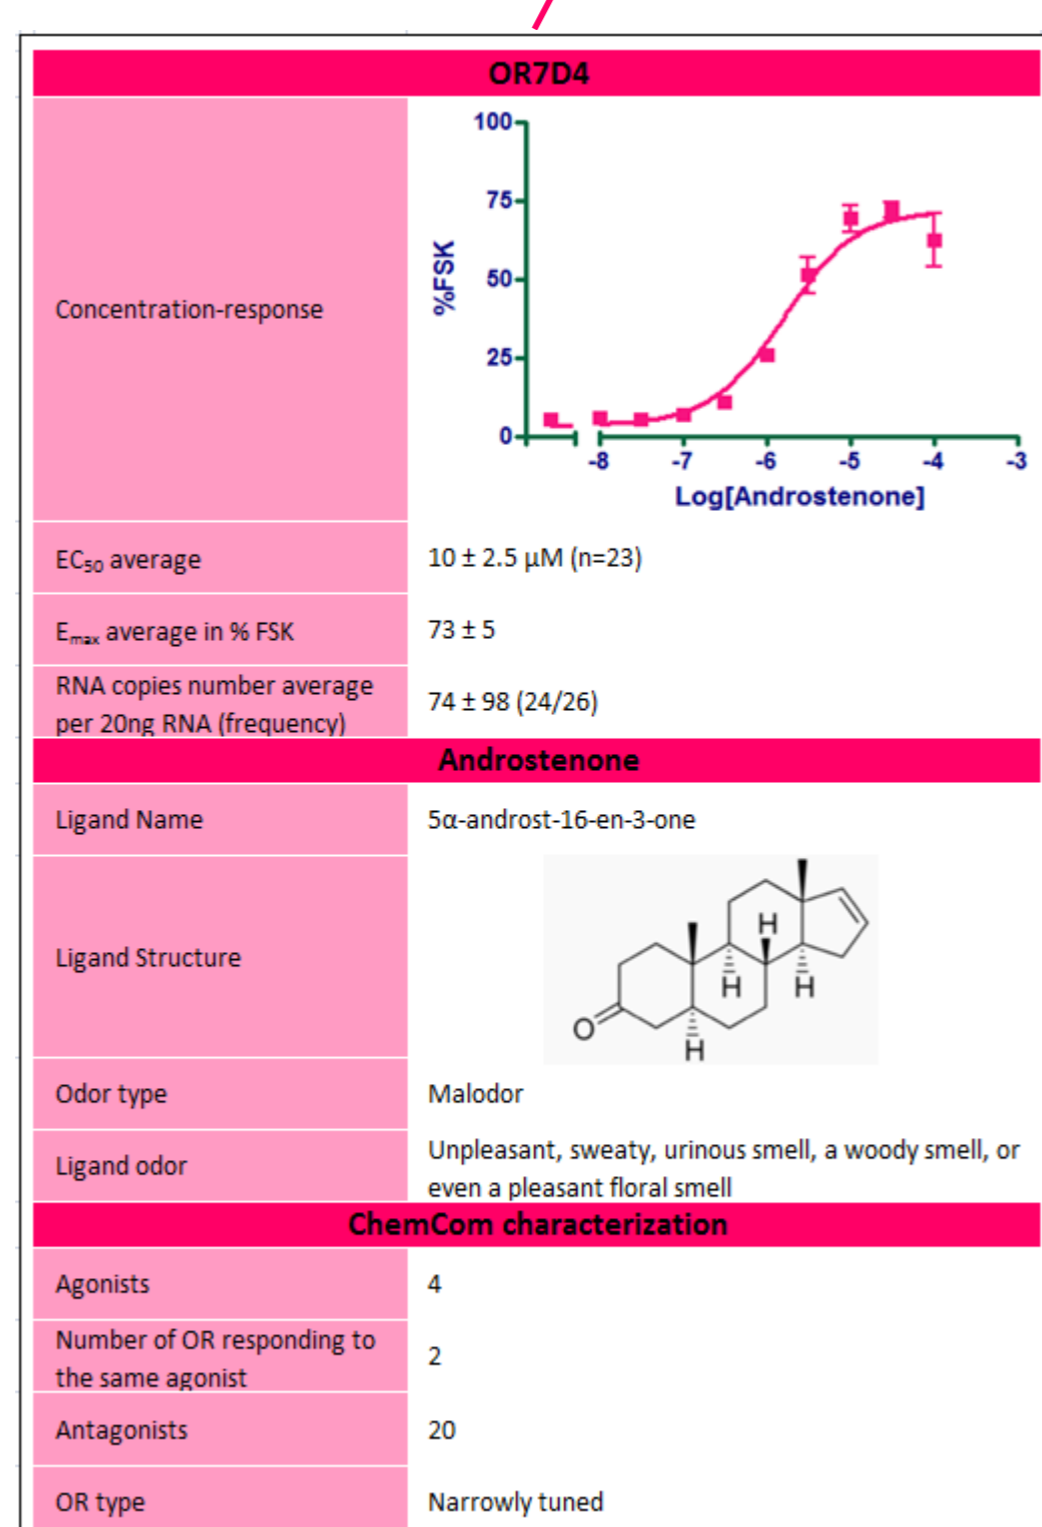 OR7D4
Concentration-response
100
75
50
25
0
%FSK
-8 -7 -6 -5 -4 -3
Log[Androstenone]
EC₅₀ average 10 ± 2.5 µM (n=23)
Eₘₐₓ average in % FSK 73 ± 5
RNA copies number average
per 20ng RNA (frequency)
74 ± 98 (24/26)
Androstenone
Ligand Name 5α-androst-16-en-3-one
Ligand Structure
H
H
H
O
H
Odor type Malodor
Ligand odor
Unpleasant, sweaty, urinous smell, a woody smell, or
even a pleasant floral smell
ChemCom characterization
Agonists 4
Number of OR responding to
the same agonist
2
Antagonists 20
OR type Narrowly tuned